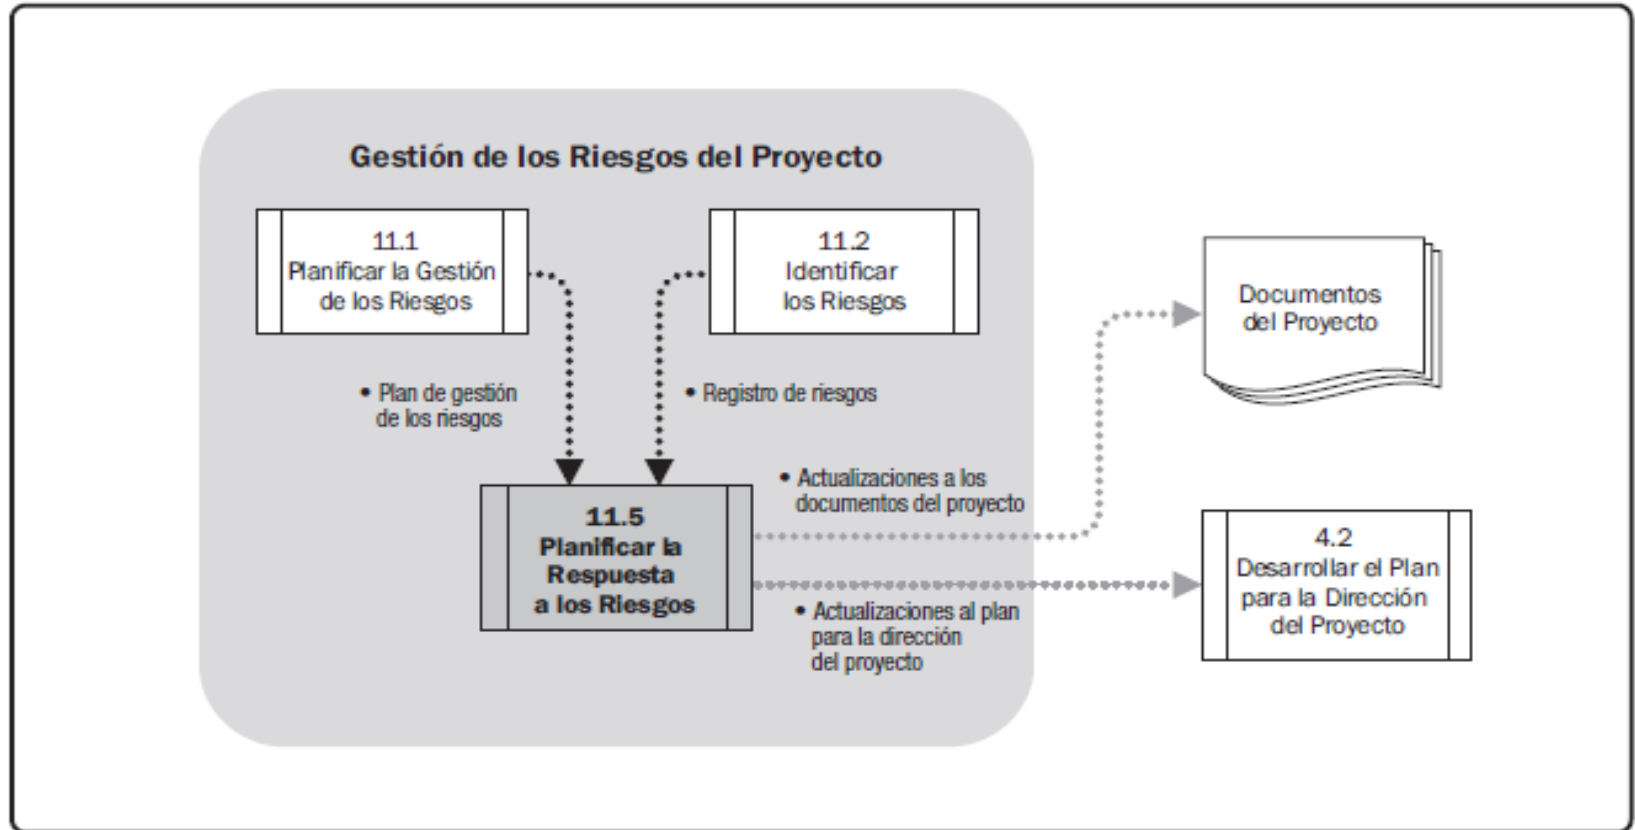 Gestión de los Riesgos del Proyecto
11.1
Planificar la Gestión
de los Riesgos
11.2
Identificar
los Riesgos
Documentos
del Proyecto
• Plan de gestión
de los riesgos
• Registro de riesgos
• Actualizaciones a los
documentos del proyecto
11.5
Planificar la
Respuesta
a los Riesgos
4.2
Desarrollar el Plan
para la Dirección
del Proyecto
• Actualizaciones al plan
para la dirección
del proyecto